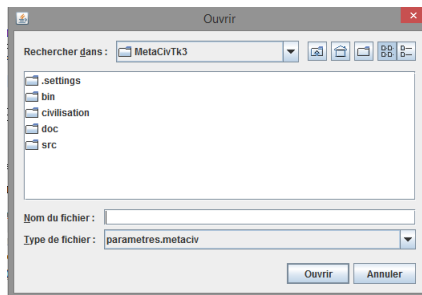 Ouvrir
Rechercher dans : MetaCivTk3
.settings
bin
civilisation
doc
src
Nom du fichier :
Type de fichier : parametres.metaciv
Ouvrir Annuler